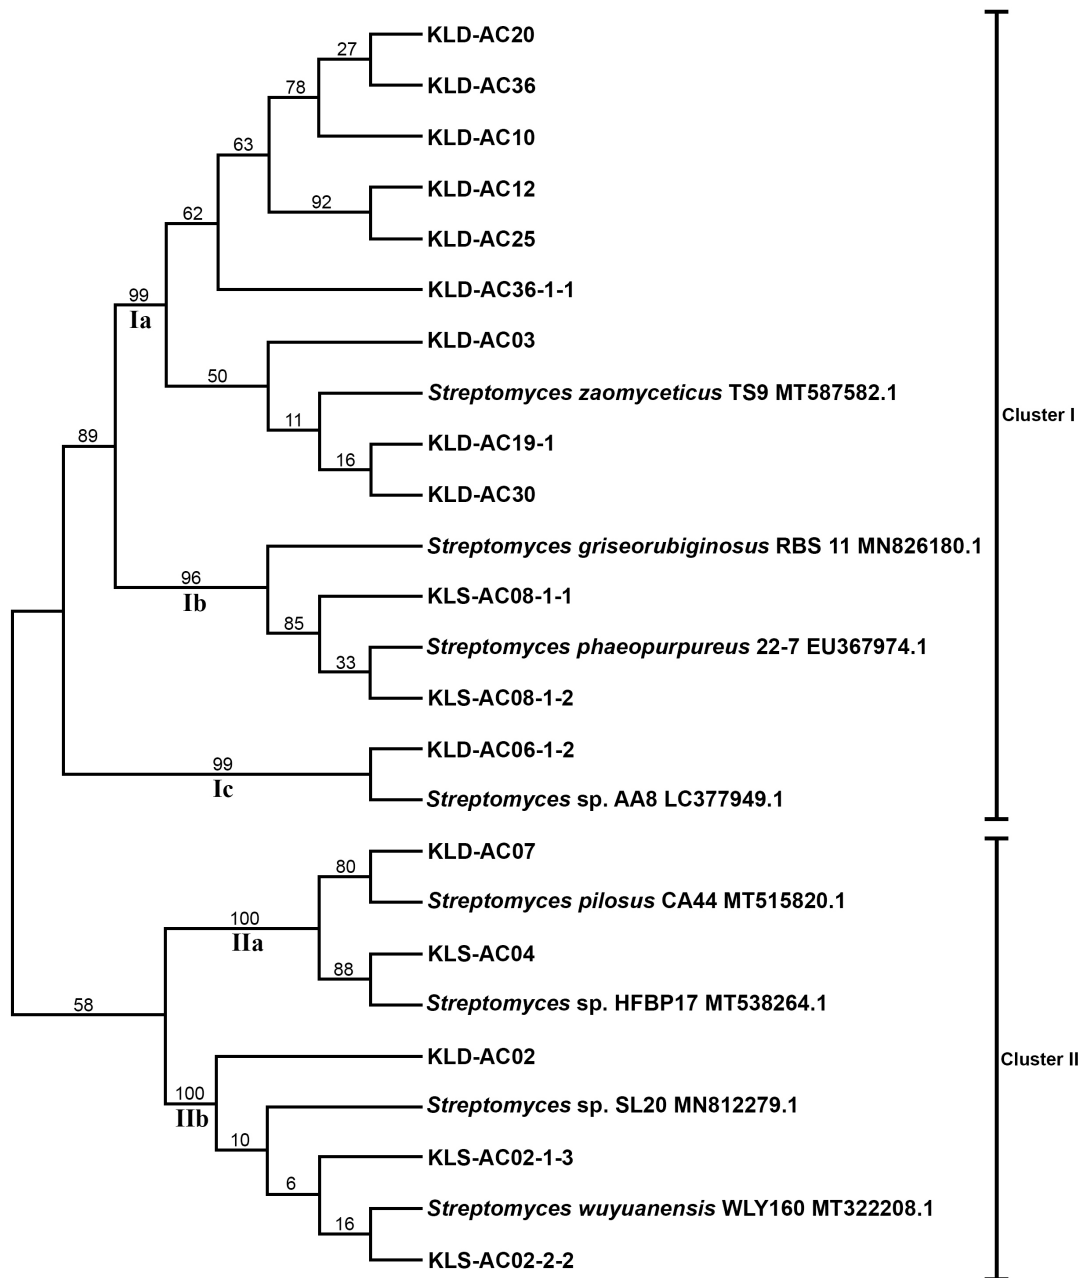 KLD-AC20
27
KLD-AC36
78
KLD-AC10
63
KLD-AC12
92
62
KLD-AC25
KLD-AC36-1-1
99
Ia
KLD-AC03
50
Streptomyces zaomyceticus TS9 MT587582.1
11
Cluster I
89
KLD-AC19-1
16
KLD-AC30
Streptomyces griseorubiginosus RBS 11 MN826180.1
96
Ib
KLS-AC08-1-1
85
Streptomyces phaeopurpureus 22-7 EU367974.1
33
KLS-AC08-1-2
KLD-AC06-1-2
99
Ic
Streptomyces sp. AA8 LC377949.1
KLD-AC07
80
Streptomyces pilosus CA44 MT515820.1
100
IIa
KLS-AC04
88
Streptomyces sp. HFBP17 MT538264.1
58
KLD-AC02
Cluster II
100
IIb
Streptomyces sp. SL20 MN812279.1
10
KLS-AC02-1-3
6
Streptomyces wuyuanensis WLY160 MT322208.1
16
KLS-AC02-2-2